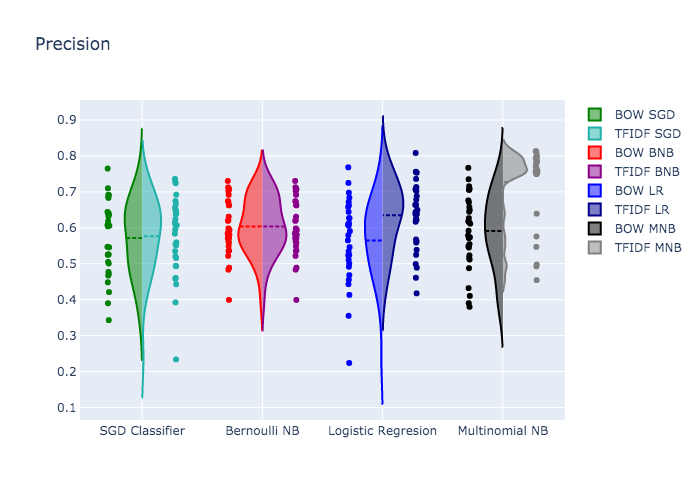 Precision
0.9
0.8
0.7
0.6
0.5
0.4
0.3
0.2
0.1
SGD Classifier
Bernoulli NB
Logistic Regresion
Multinomial NB
BOW SGD
TFIDF SGD
BOW BNB
TFIDF BNB
BOW LR
TFIDF LR
BOW MNB
TFIDF MNB